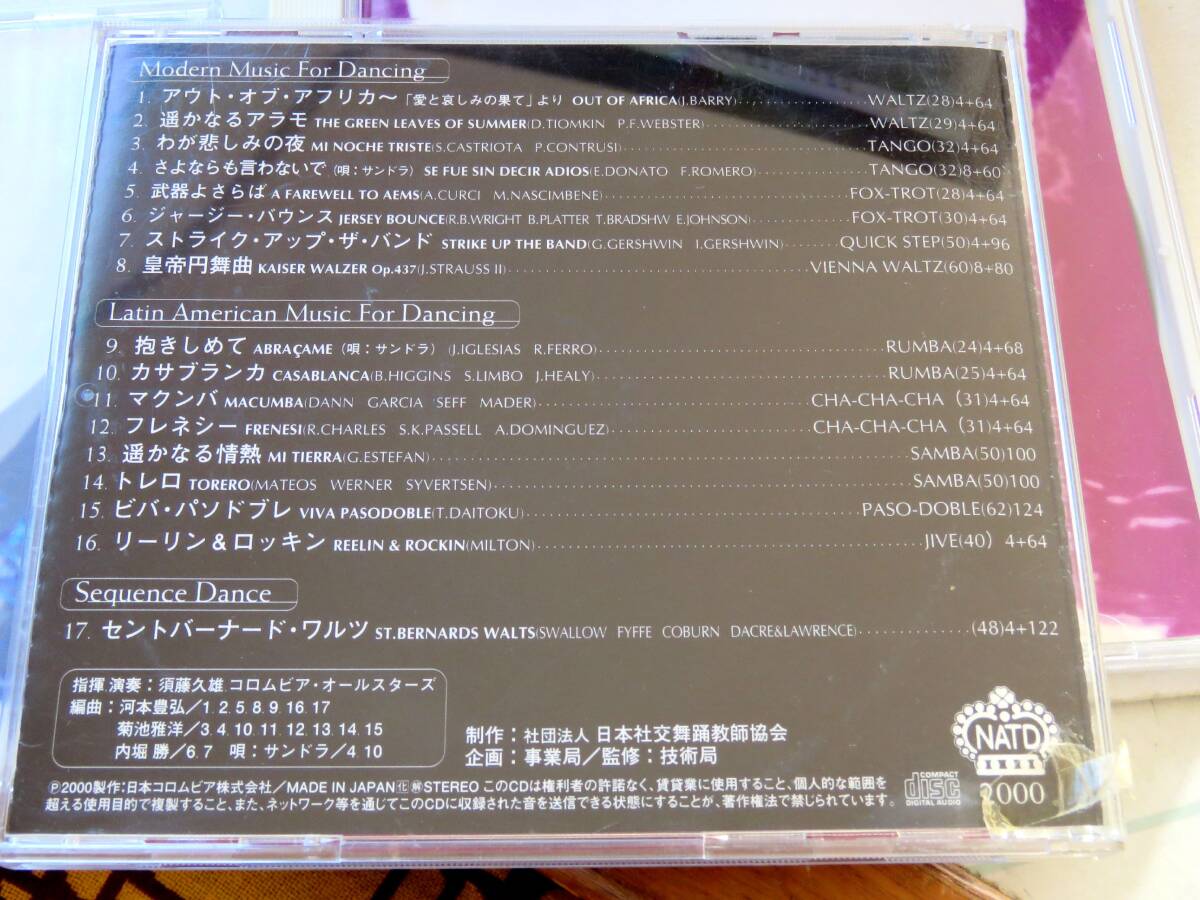 Modern Music For Dancing
1. アウト・オブ・アフリカ〜「愛と哀しみの果て」より OUT OF AFRICA(J.BARRY)..................WALTZ(28)4+64
2. 遥かなるアラモ THE GREEN LEAVES OF SUMMER(D.TIOMKIN P.F.WEBSTER)..................WALTZ(29)4+64
3. わが悲しみの夜 MI NOCHE TRISTE(S.CASTRIOTA P.CONTRUSI)..................TANGO(32)4+64
4. さよならも言わないで (唄:サンドラ) SE FUE SIN DECIR ADIOS(E.DONATO F.ROMERO)..................TANGO(32)8+60
5. 武器よさらば A FAREWELL TO AEMS(A.CURCI M.NASCIMBENE)..................FOX-TROT(28)4+64
6. ジャージー・バウンス JERSEY BOUNCE(R.B.WRIGHT B.PLATTER T.BRADSHW E.JOHNSON)..................FOX-TROT(30)4+64
7. ストライク・アップ・ザ・バンド STRIKE UP THE BAND(G.GERSHWIN I.GERSHWIN)..................QUICK STEP(50)4+96
8. 皇帝円舞曲 KAISER WALZER Op.437(J.STRAUSS II)..................VIENNA WALTZ(60)8+80
Latin American Music For Dancing
9. 抱きしめて ABRAÇAME (唄:サンドラ) (J.IGLESIAS R.FERRO)..................RUMBA(24)4+68
10. カサブランカ CASABLANCA(B.HIGGINS S.LIMBO J.HEALY)..................RUMBA(25)4+64
11. マクンバ MACUMBA(DANN GARCIA SEFF MADER)..................CHA-CHA-CHA (31)4+64
12. フレネシー FRENESI(R.CHARLES S.K.PASSELL A.DOMINGUEZ)..................CHA-CHA-CHA (31)4+64
13. 遥かなる情熱 MI TIERRA(G.ESTEFAN)..................SAMBA(50)100
14. トレロ TORERO(MATEOS WERNER SYVERTSEN)..................SAMBA(50)100
15. ビバ・パソドブレ VIVA PASODOBLE(T.DAITOKU)..................PASO-DOBLE(62)124
16. リーリン&ロッキン REELIN & ROCKIN(MILTON)..................JIVE(40) 4+64
Sequence Dance
17. セントバーナード・ワルツ ST.BERNARDS WALTS(SWALLOW FYFFE COBURN DACRE&LAWRENCE)..................(48)4+122
指揮.演奏:須藤久雄.コロムビア・オールスターズ
編曲:河本豊弘/1.2.5.8.9.16.17
菊池雅洋/3.4.10.11.12.13.14.15
内堀 勝/6.7 唄:サンドラ/4.10
制作:社団法人 日本社交舞踊教師協会
企画:事業局/監修:技術局
NATD
2000
℗2000製作:日本コロムビア株式会社/MADE IN JAPAN 化 解 STEREO このCDは権利者の許諾なく、賃貸業に使用すること、個人的な範囲を
超える使用目的で複製すること、また、ネットワーク等を通じてこのCDに収録された音を送信できる状態にすることが、著作権法で禁じられています。
COMPACT
disc
DIGITAL AUDIO